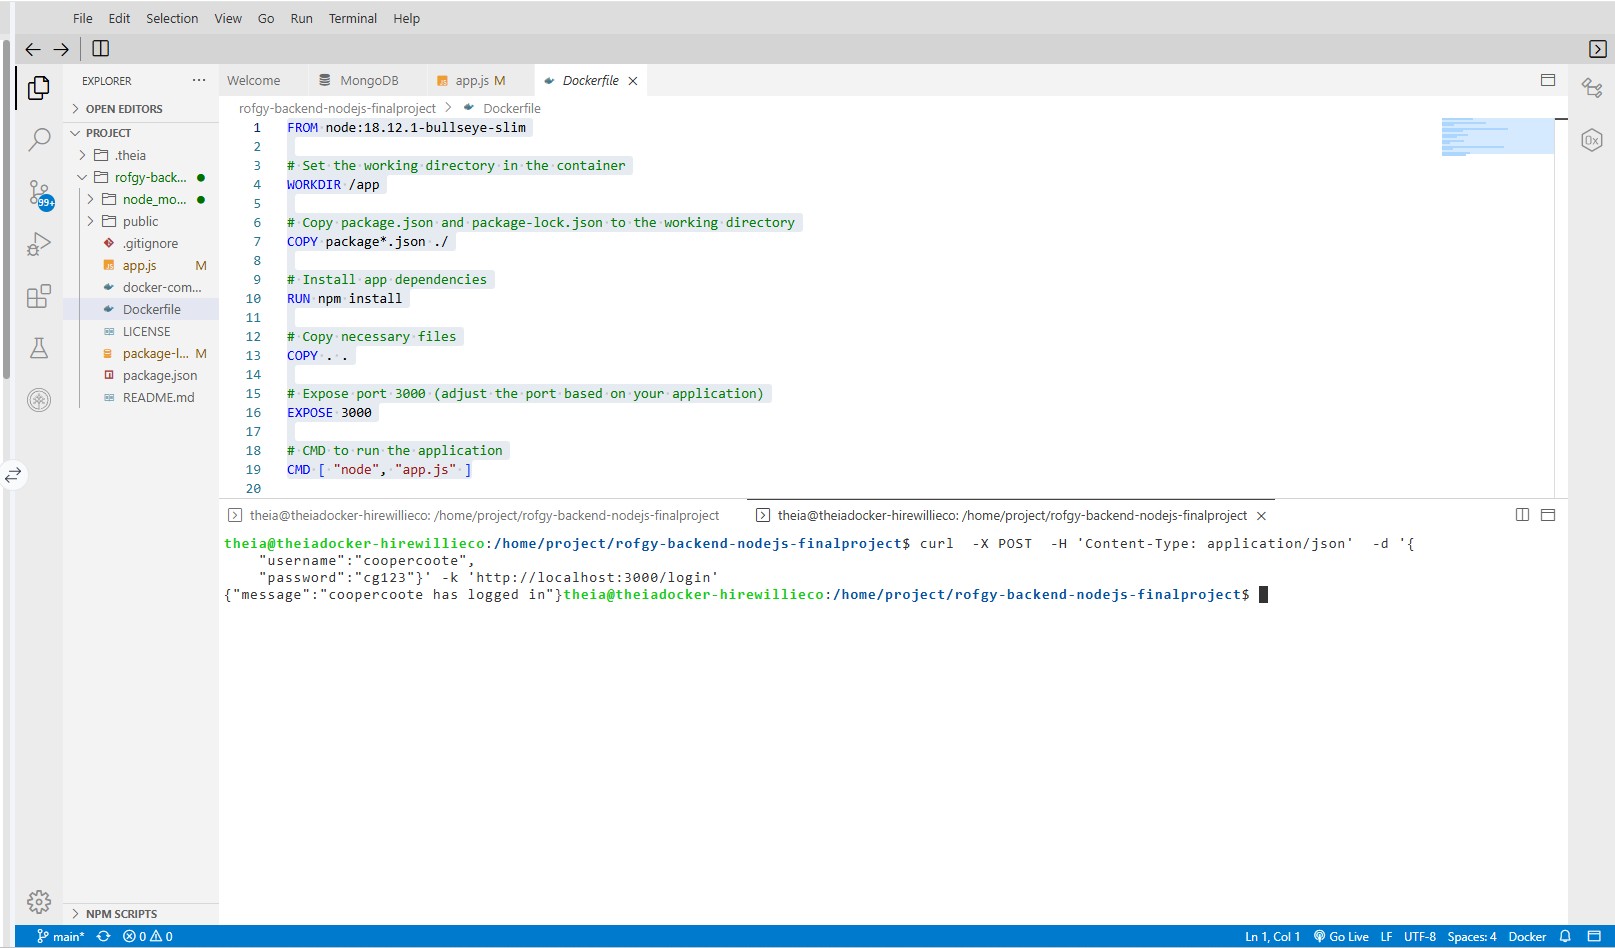 File Edit Selection View Go Run Terminal Help
EXPLORER ···
OPEN EDITORS
PROJECT
.theia
rofgy-back...
node_mo...
public
.gitignore
app.js M
docker-com...
Dockerfile
LICENSE
package-l... M
package.json
README.md
NPM SCRIPTS
99+
Welcome MongoDB app.js M Dockerfile
rofgy-backend-nodejs-finalproject > Dockerfile
1 FROM node:18.12.1-bullseye-slim
2
3 # Set the working directory in the container
4 WORKDIR /app
5
6 # Copy package.json and package-lock.json to the working directory
7 COPY package*.json ./
8
9 # Install app dependencies
10 RUN npm install
11
12 # Copy necessary files
13 COPY . .
14
15 # Expose port 3000 (adjust the port based on your application)
16 EXPOSE 3000
17
18 # CMD to run the application
19 CMD [ "node", "app.js" ]
20
theia@theiadocker-hirewillieco: /home/project/rofgy-backend-nodejs-finalproject theia@theiadocker-hirewillieco: /home/project/rofgy-backend-nodejs-finalproject
theia@theiadocker-hirewillieco:/home/project/rofgy-backend-nodejs-finalproject$ curl -X POST -H 'Content-Type: application/json' -d '{
"username":"coopercoote",
"password":"cg123"}' -k 'http://localhost:3000/login'
{"message":"coopercoote has logged in"}theia@theiadocker-hirewillieco:/home/project/rofgy-backend-nodejs-finalproject$
0x
main* 0 0 Ln 1, Col 1 Go Live LF UTF-8 Spaces: 4 Docker